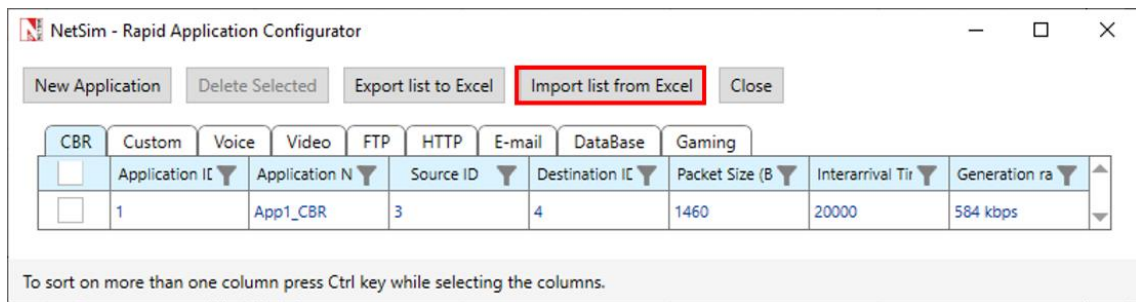 NetSim - Rapid Application Configurator
New Application Delete Selected Export list to Excel Import list from Excel Close
CBR Custom Voice Video FTP HTTP E-mail DataBase Gaming
Application ID Application N Source ID Destination ID Packet Size (B Interarrival Tir Generation ra
1 App1_CBR 3 4 1460 20000 584 kbps
To sort on more than one column press Ctrl key while selecting the columns.